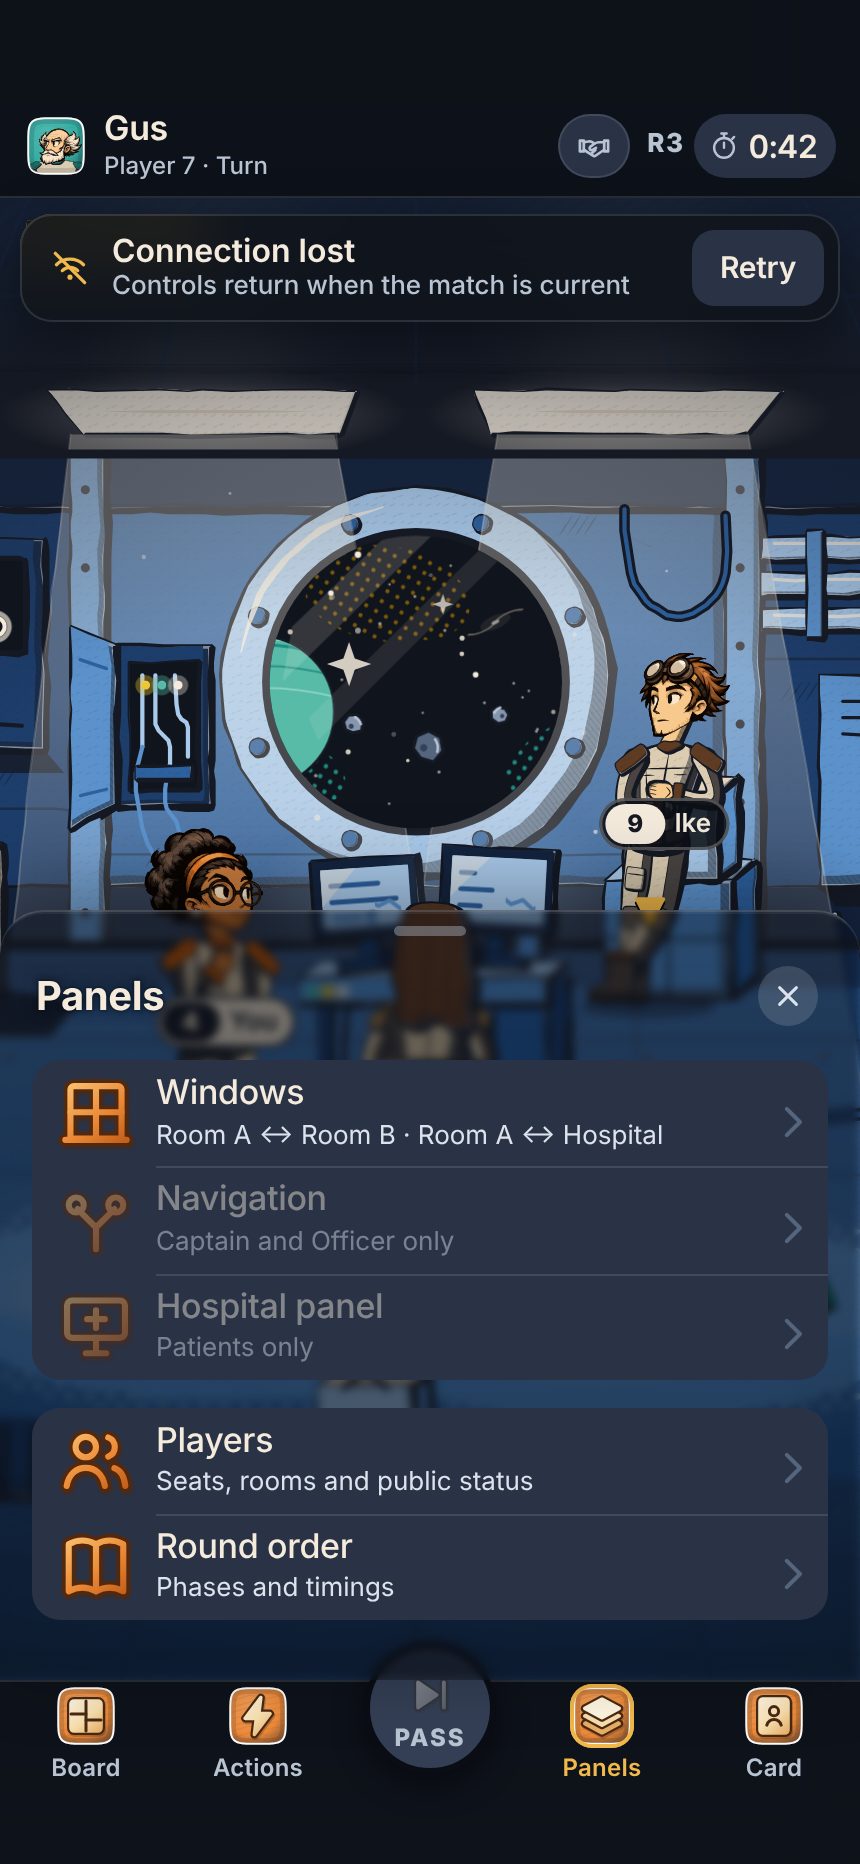 Gus
Player 7 · Turn
R3
0:42
Connection lost
Controls return when the match is current
Retry
9 Ike
Panels
4 You
Windows
Room A ↔ Room B · Room A ↔ Hospital
Navigation
Captain and Officer only
Hospital panel
Patients only
Players
Seats, rooms and public status
Round order
Phases and timings
PASS
Board
Actions
Panels
Card